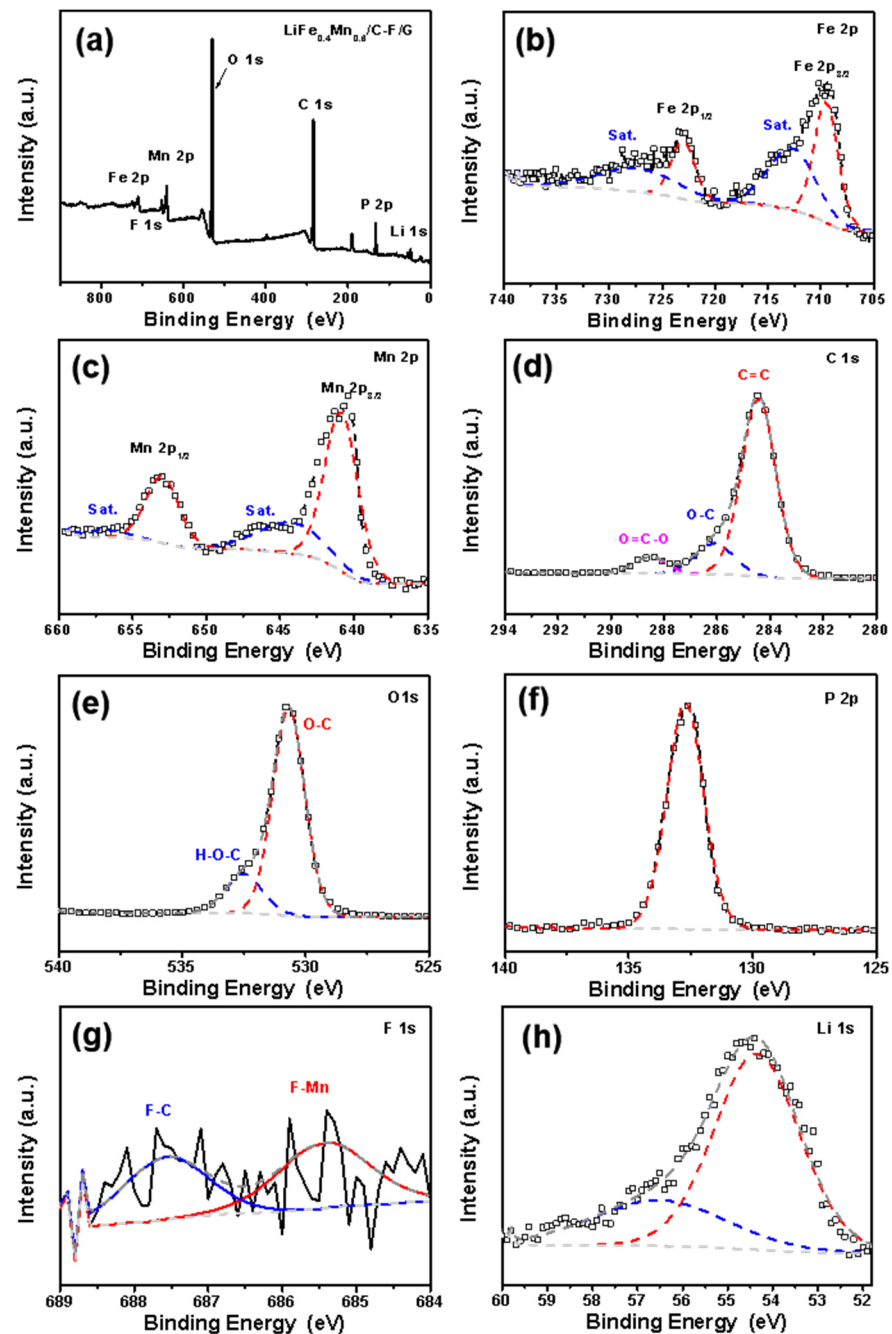 (a)
LiFe0.4Mn0.6/C-F/G
O 1s
C 1s
Mn 2p
Fe 2p
F 1s
P 2p
Li 1s
Intensity (a.u.)
800 600 400 200 0
Binding Energy (eV)
(b)
Fe 2p
Fe 2p3/2
Fe 2p1/2
Sat.
Sat.
Intensity (a.u.)
740 735 730 725 720 715 710 705
Binding Energy (eV)
(c)
Mn 2p
Mn 2p3/2
Mn 2p1/2
Sat.
Sat.
Intensity (a.u.)
660 655 650 645 640 635
Binding Energy (eV)
(d)
C 1s
C=C
O-C
O=C-O
Intensity (a.u.)
294 292 290 288 286 284 282 280
Binding Energy (eV)
(e)
O1s
O-C
H-O-C
Intensity (a.u.)
540 535 530 525
Binding Energy (eV)
(f)
P 2p
Intensity (a.u.)
140 135 130 125
Binding Energy (eV)
(g)
F 1s
F-C
F-Mn
Intensity (a.u.)
689 688 687 686 685 684
Binding Energy (eV)
(h)
Li 1s
Intensity (a.u.)
60 59 58 57 56 55 54 53 52
Binding Energy (eV)